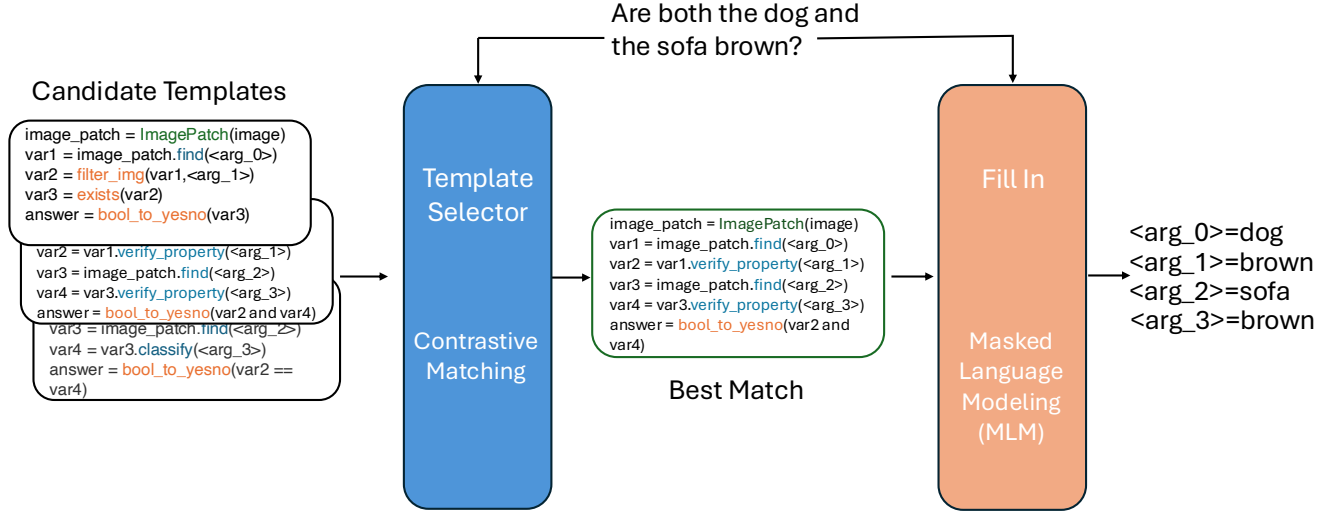 Are both the dog and
the sofa brown?
Candidate Templates
image_patch = ImagePatch(image)
var1 = image_patch.find(<arg_0>)
var2 = filter_img(var1,<arg_1>)
var3 = exists(var2)
answer = bool_to_yesno(var3)
var2 = var1.verify_property(<arg_1>)
var3 = image_patch.find(<arg_2>)
var4 = var3.verify_property(<arg_3>)
answer = bool_to_yesno(var2 and var4)
var3 = image_patch.find(<arg_2>)
var4 = var3.classify(<arg_3>)
answer = bool_to_yesno(var2 ==
var4)
Template
Selector
Contrastive
Matching
image_patch = ImagePatch(image)
var1 = image_patch.find(<arg_0>)
var2 = var1.verify_property(<arg_1>)
var3 = image_patch.find(<arg_2>)
var4 = var3.verify_property(<arg_3>)
answer = bool_to_yesno(var2 and
var4)
Best Match
Fill In
Masked
Language
Modeling
(MLM)
<arg_0>=dog
<arg_1>=brown
<arg_2>=sofa
<arg_3>=brown